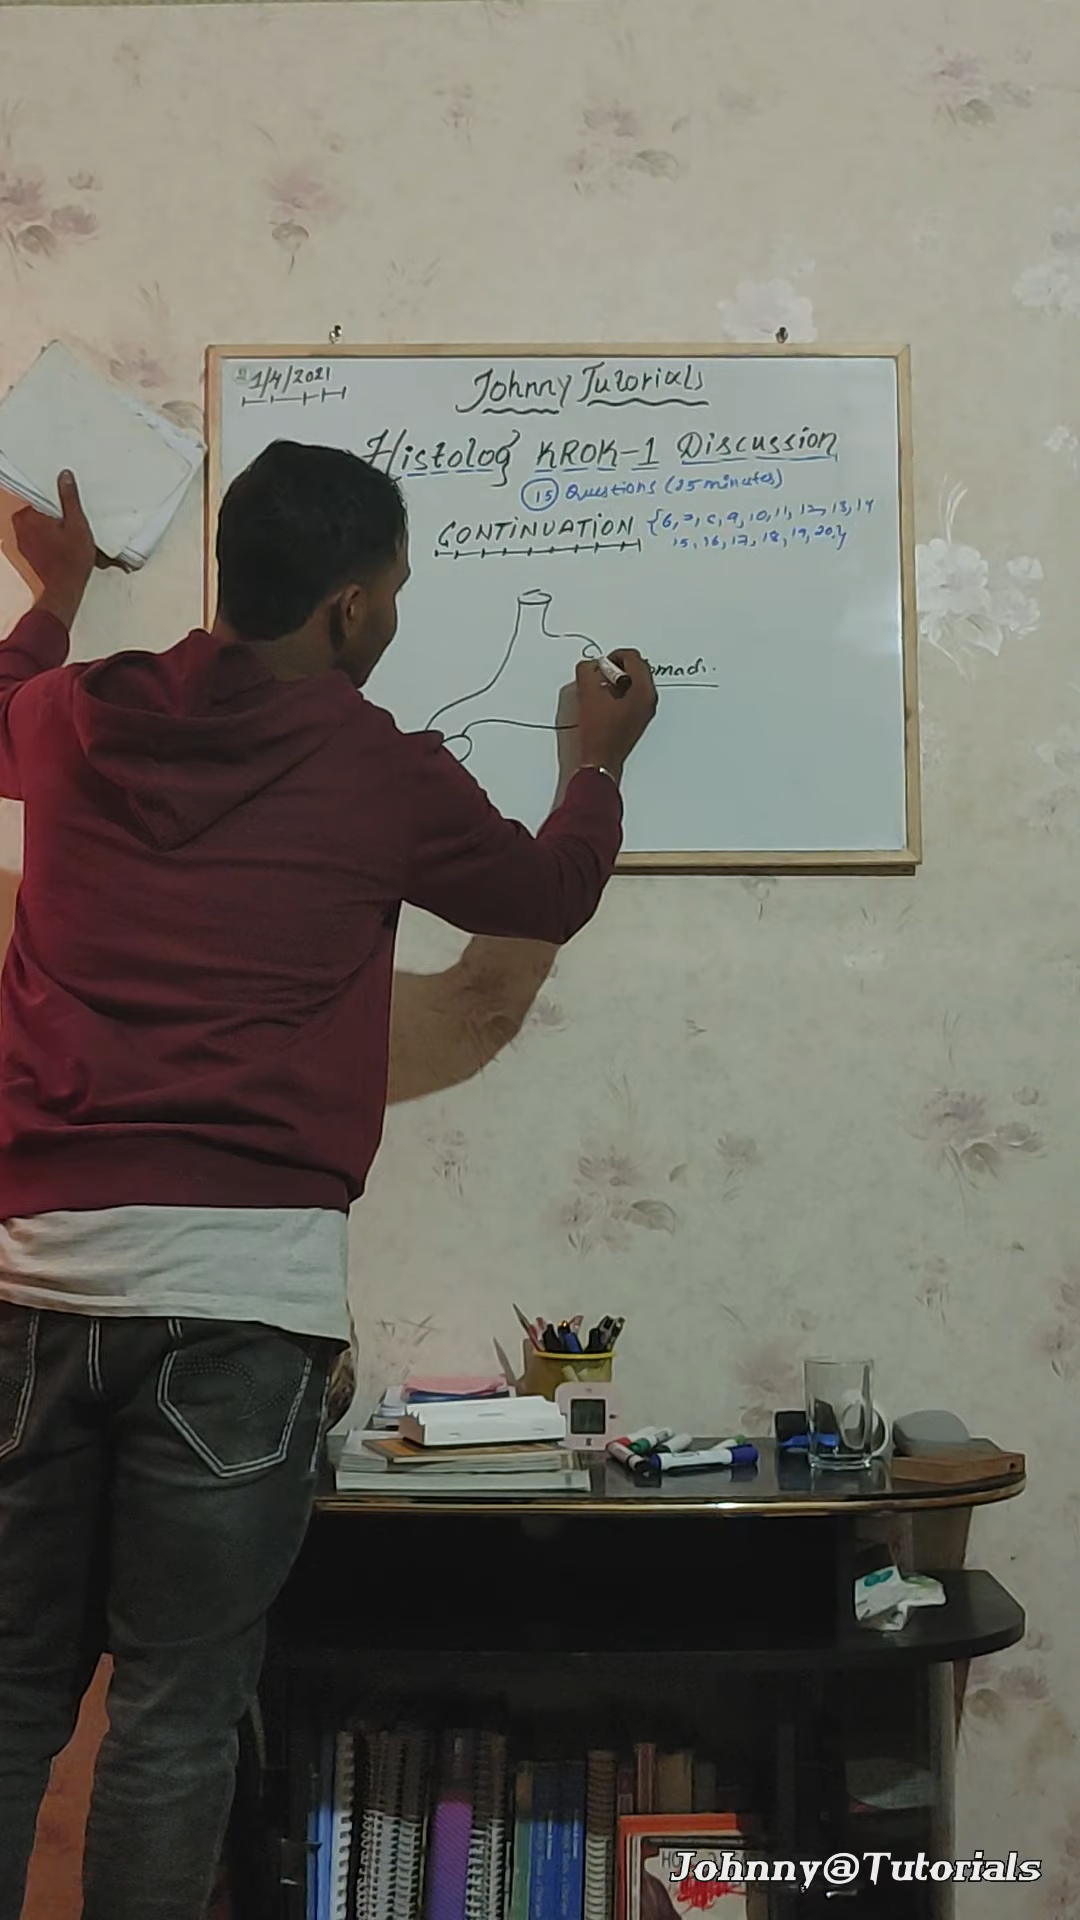 1/4/2021
Johnny Tutorials
Histology KROK-1 Discussion
15 Questions (25 minutes)
CONTINUATION {6, 7, 8, 9, 10, 11, 12, 13, 14
15, 16, 17, 18, 19, 20.}
Johnny@Tutorials